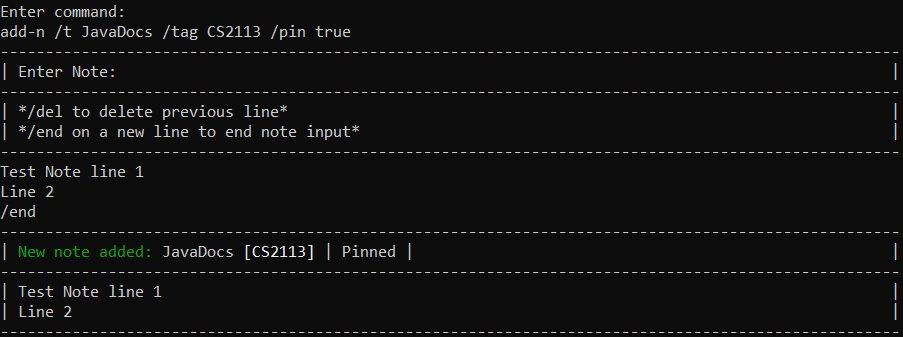 Enter command:
add-n /t JavaDocs /tag CS2113 /pin true
----------------------------------------------------------------------------------------------------
| Enter Note: |
----------------------------------------------------------------------------------------------------
| */del to delete previous line* |
| */end on a new line to end note input* |
----------------------------------------------------------------------------------------------------
Test Note line 1
Line 2
/end
----------------------------------------------------------------------------------------------------
| New note added: JavaDocs [CS2113] | Pinned | |
----------------------------------------------------------------------------------------------------
| Test Note line 1 |
| Line 2 |
----------------------------------------------------------------------------------------------------